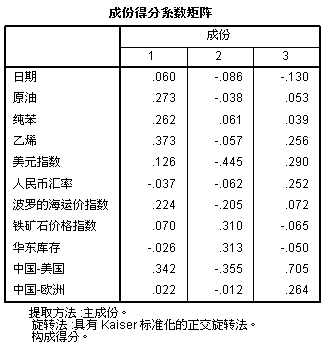 成份得分系数矩阵
成份
1 2 3
日期 .060 -.086 -.130
原油 .273 -.038 .053
纯苯 .262 .061 .039
乙烯 .373 -.057 .256
美元指数 .126 -.445 .290
人民币汇率 -.037 -.062 .252
波罗的海运价指数 .224 -.205 .072
铁矿石价格指数 .070 .310 -.065
华东库存 -.026 .313 -.050
中国-美国 .342 -.355 .705
中国-欧洲 .022 -.012 .264
提取方法 :主成份。
旋转法 :具有 Kaiser 标准化的正交旋转法。
构成得分。